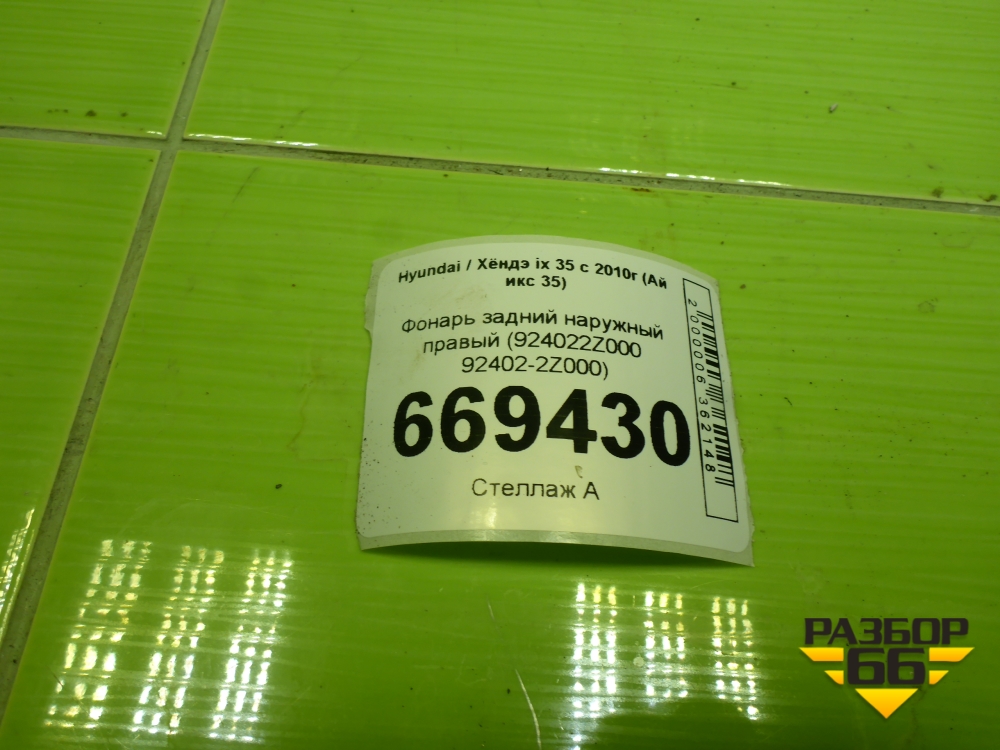 Hyundai / Хёндэ ix 35 с 2010г (Ай
икс 35)
Фонарь задний наружный
правый (924022Z000
92402-2Z000)
669430
Стеллаж А
2000006362148
РАЗБОР
66